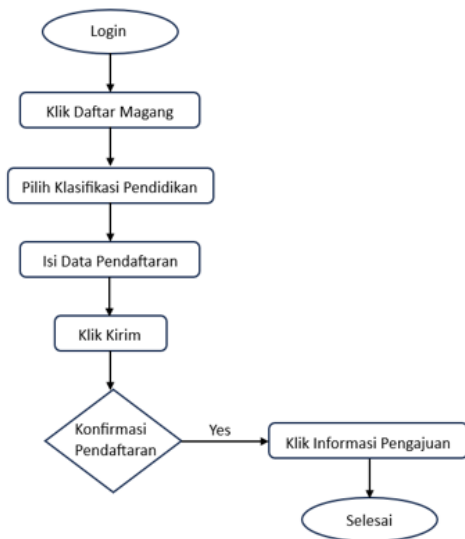 Login
Klik Daftar Magang
Pilih Klasifikasi Pendidikan
Isi Data Pendaftaran
Klik Kirim
Konfirmasi
Pendaftaran
Yes
Klik Informasi Pengajuan
Selesai